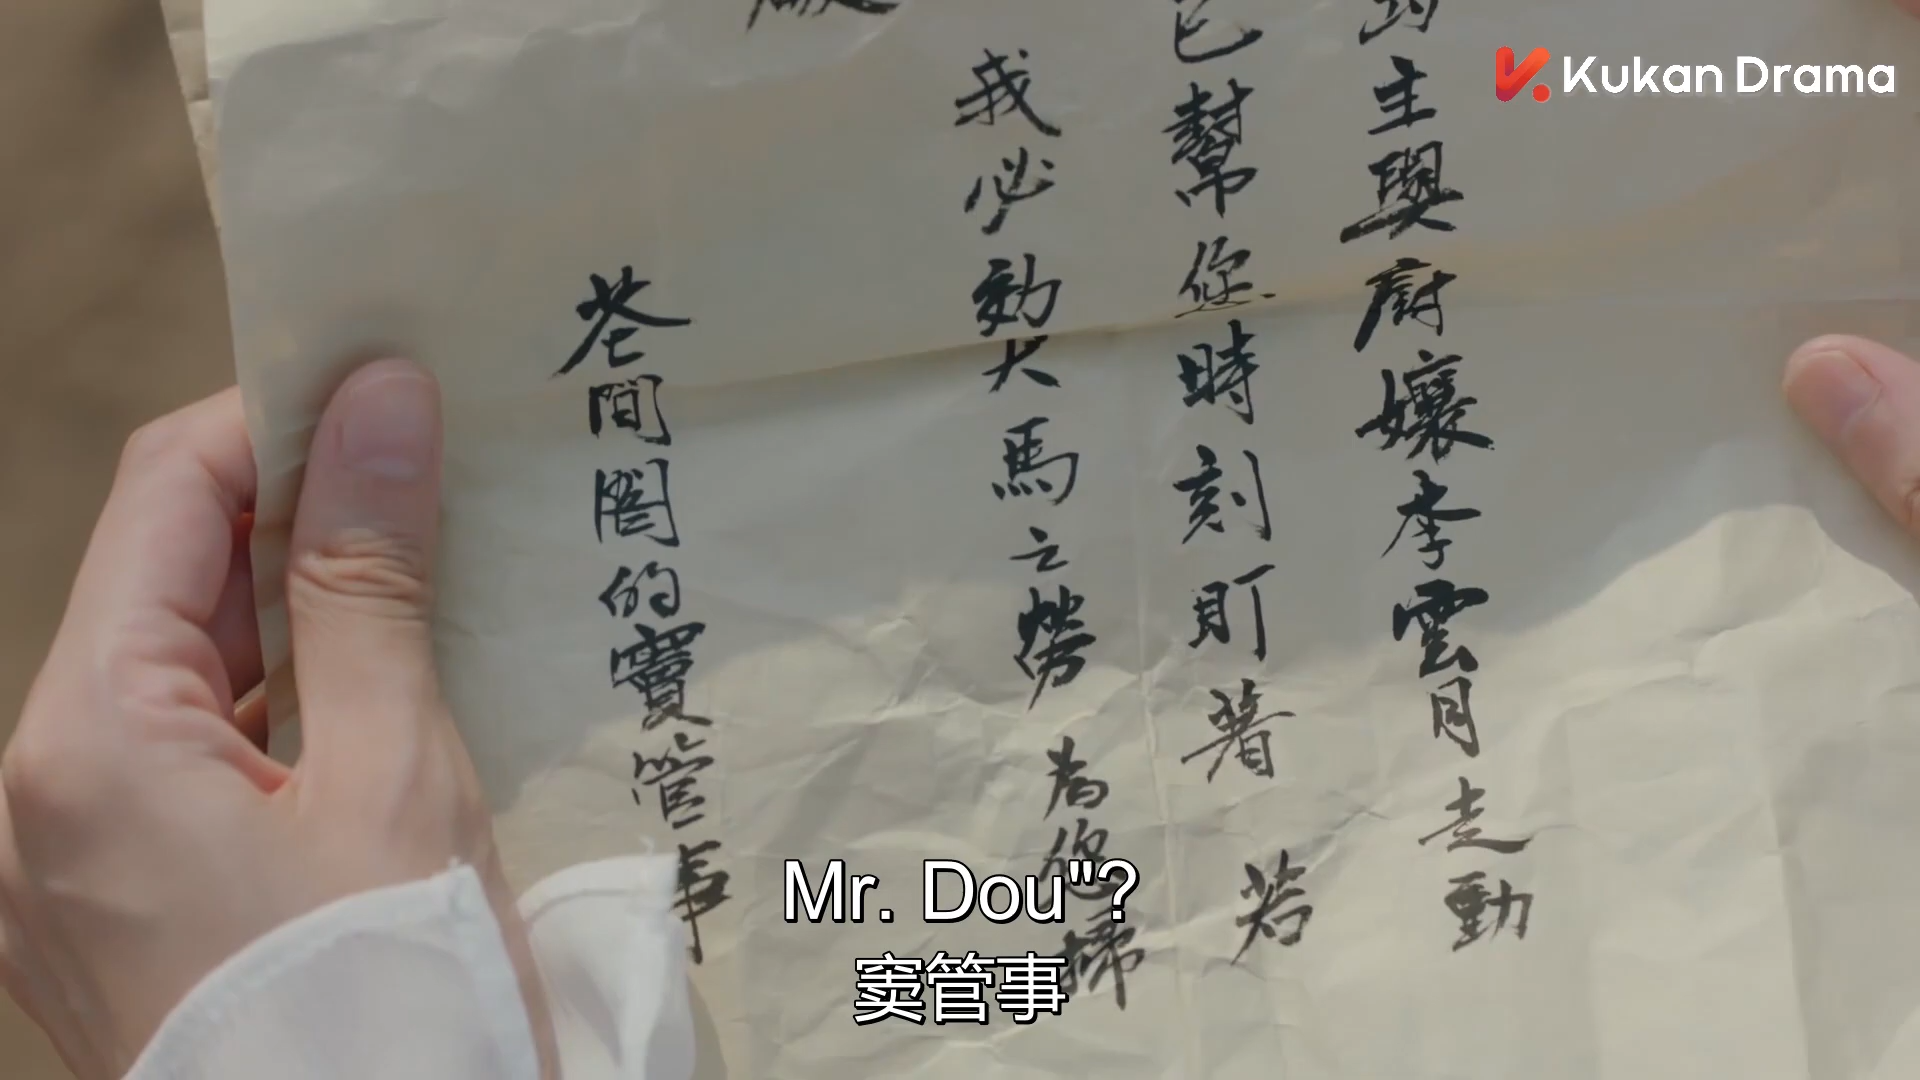 Kukan Drama
主與廚孃李雲月走動
已幫您時刻盯著 若
我必効犬馬之勞 為您掃
茶間閣的竇管事
Mr. Dou"?
窦管事